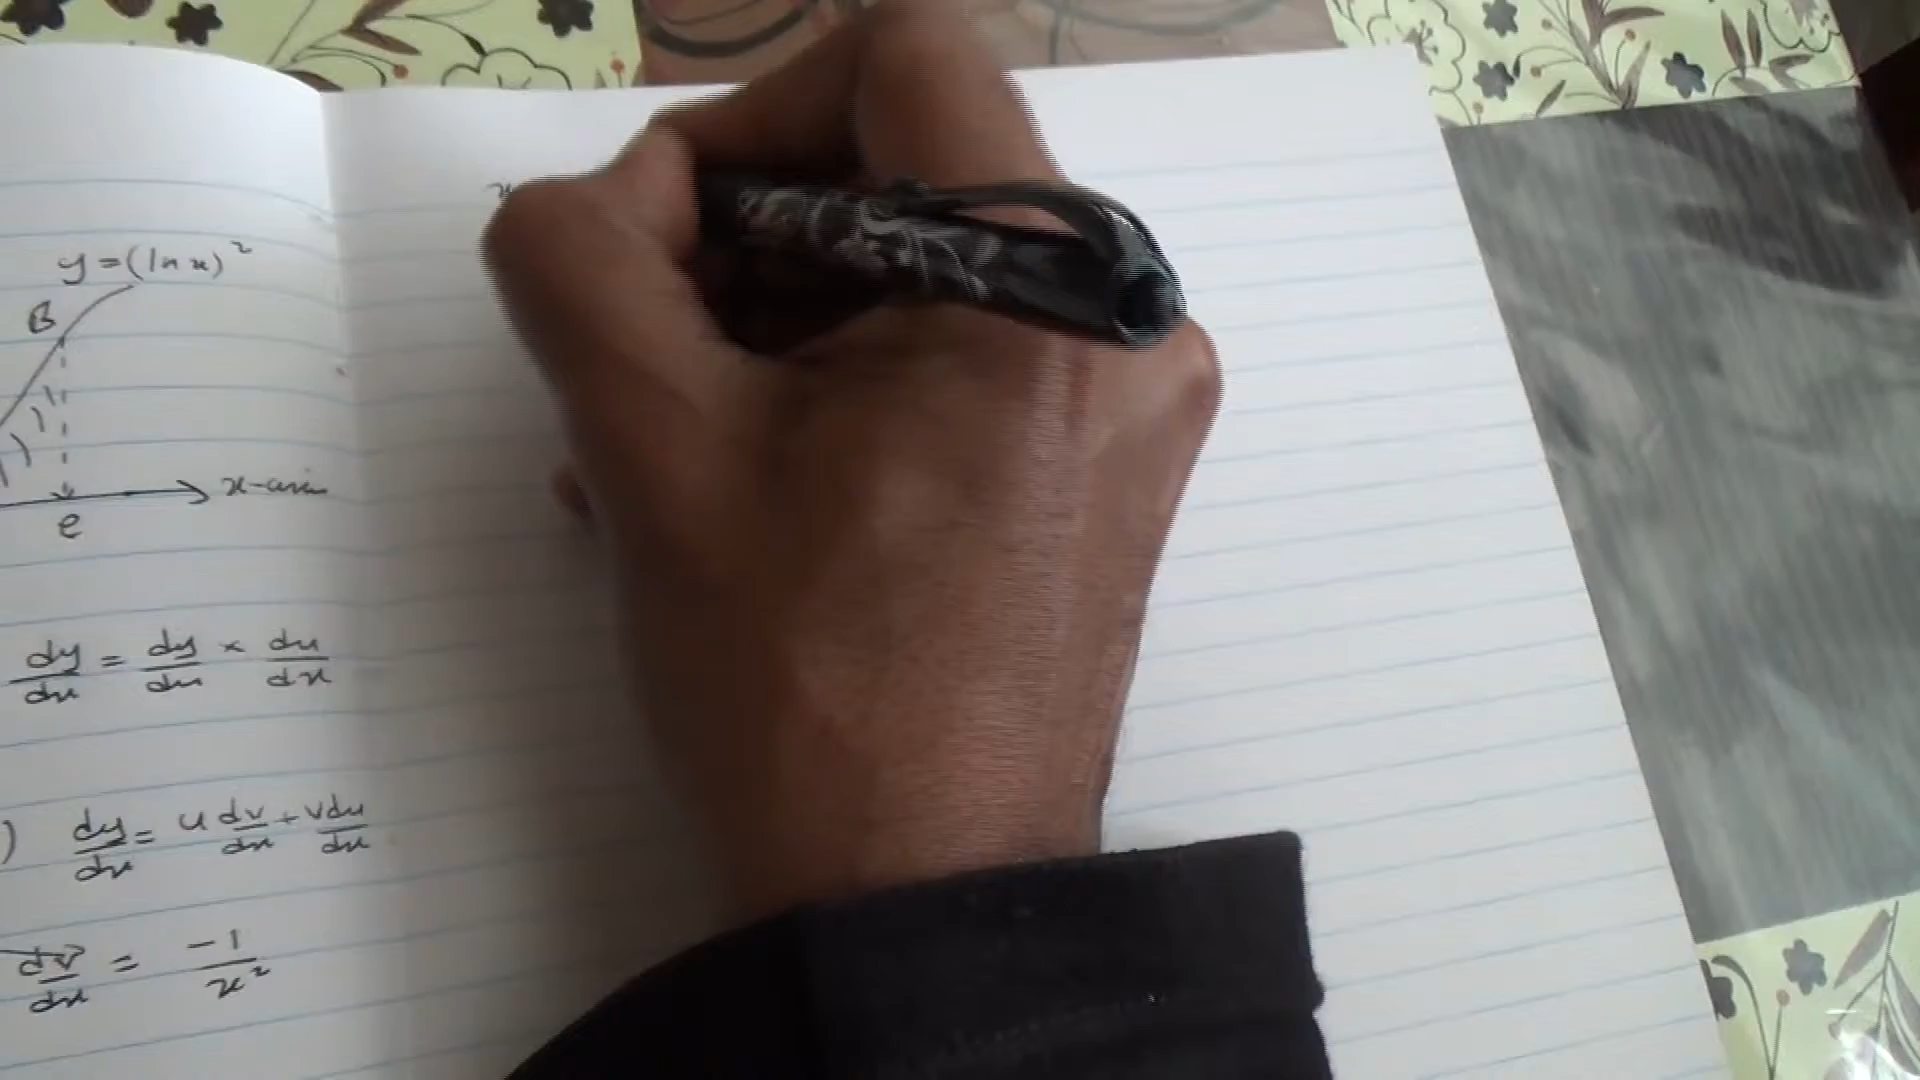 y = (ln x)²
B
x-axis
e
dy/dx = dy/du × du/dx
) dy/dx = u dv/dx + v du/dx
dv/dx = -1/x²
x